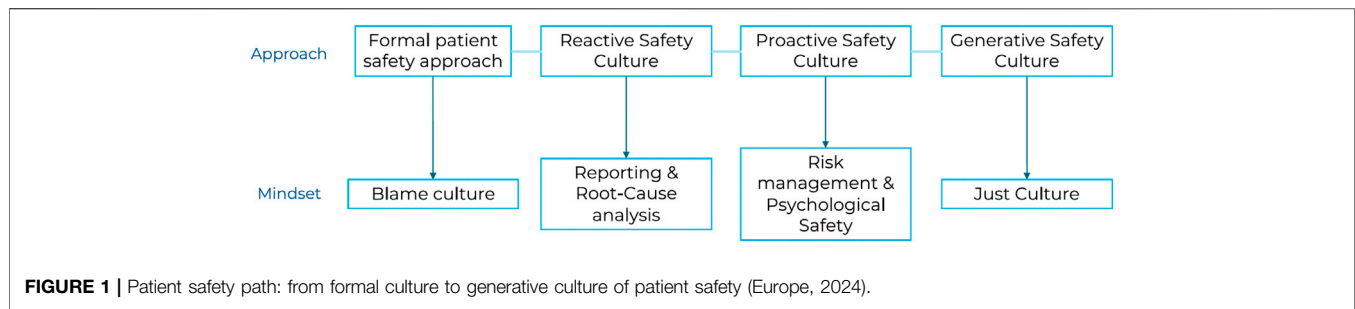 Approach
Formal patient
safety approach
Reactive Safety
Culture
Proactive Safety
Culture
Generative Safety
Culture
Mindset
Blame culture
Reporting &
Root-Cause
analysis
Risk
management &
Psychological
Safety
Just Culture
FIGURE 1 | Patient safety path: from formal culture to generative culture of patient safety (Europe, 2024).